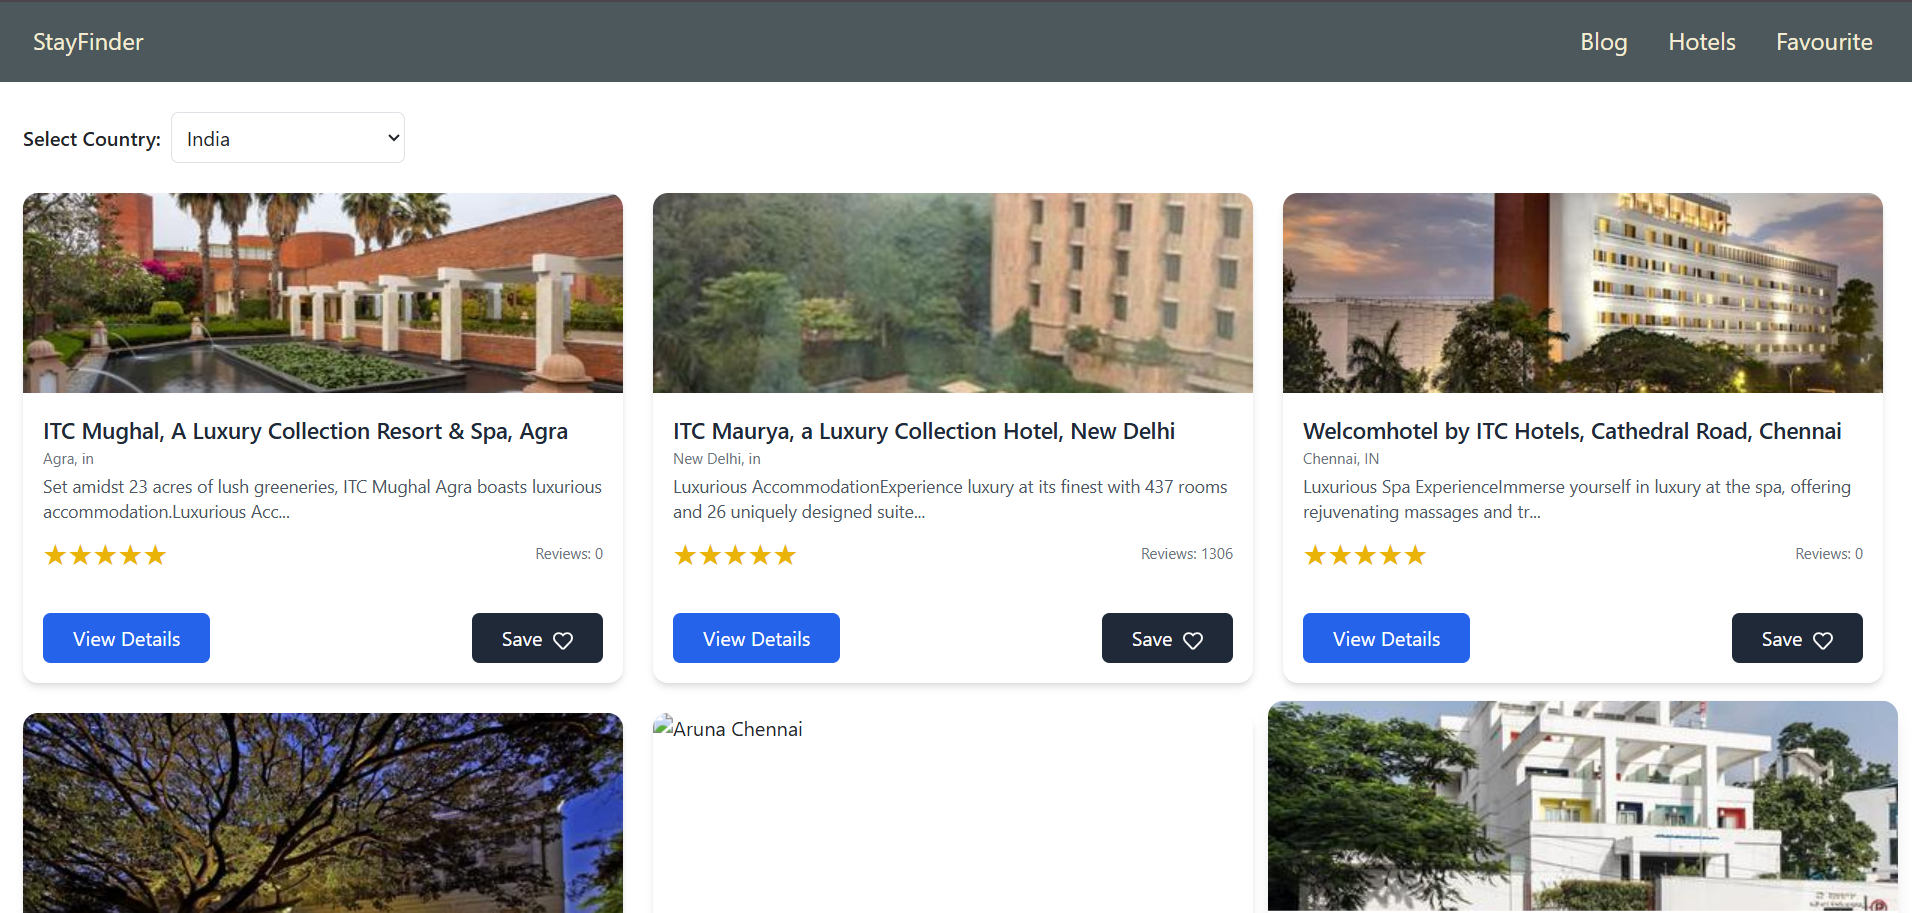 StayFinder
Blog Hotels Favourite
Select Country: India
ITC Mughal, A Luxury Collection Resort & Spa, Agra
Agra, in
Set amidst 23 acres of lush greeneries, ITC Mughal Agra boasts luxurious
accommodation.Luxurious Acc...
Reviews: 0
View Details
Save
ITC Maurya, a Luxury Collection Hotel, New Delhi
New Delhi, in
Luxurious AccommodationExperience luxury at its finest with 437 rooms
and 26 uniquely designed suite...
Reviews: 1306
View Details
Save
Welcomhotel by ITC Hotels, Cathedral Road, Chennai
Chennai, IN
Luxurious Spa ExperienceImmerse yourself in luxury at the spa, offering
rejuvenating massages and tr...
Reviews: 0
View Details
Save
Aruna Chennai